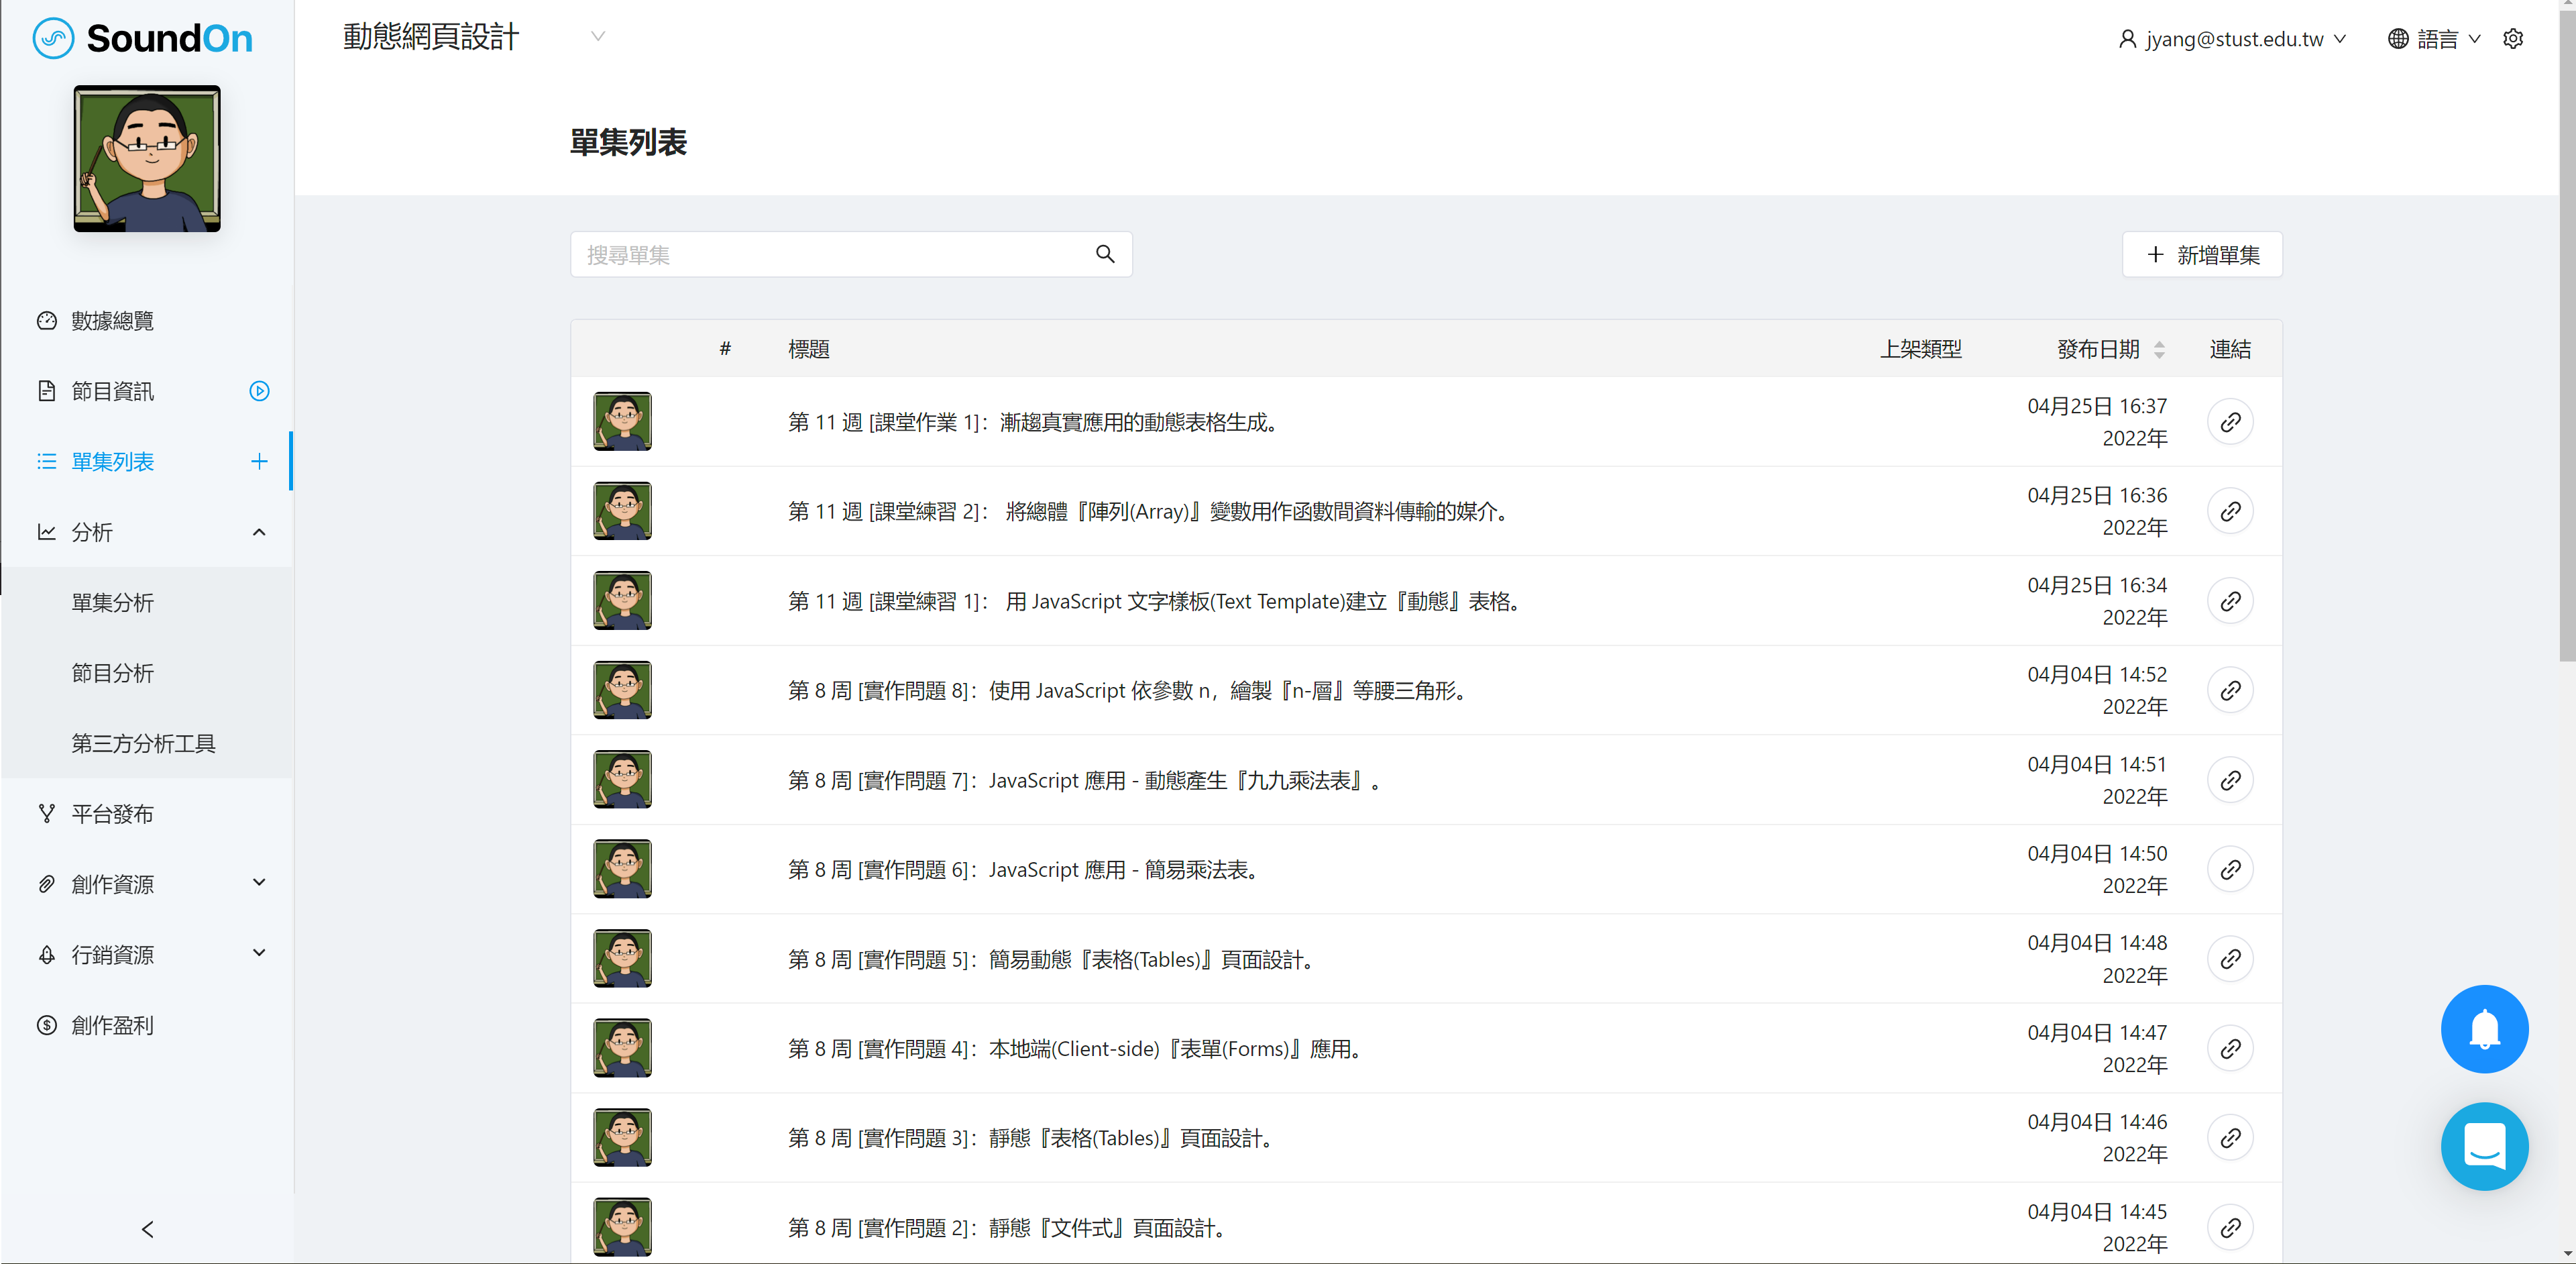 SoundOn
動態網頁設計
jyang@stust.edu.tw
語言
單集列表
數據總覽
節目資訊
單集列表
分析
單集分析
節目分析
第三方分析工具
平台發布
創作資源
行銷資源
創作盈利
搜尋單集
新增單集
# 標題 上架類型 發布日期 連結
第 11 週 [課堂作業 1]：漸趨真實應用的動態表格生成。 04月25日 16:37
2022年
第 11 週 [課堂練習 2]： 將總體『陣列(Array)』變數用作函數間資料傳輸的媒介。 04月25日 16:36
2022年
第 11 週 [課堂練習 1]： 用 JavaScript 文字樣板(Text Template)建立『動態』表格。 04月25日 16:34
2022年
第 8 周 [實作問題 8]：使用 JavaScript 依參數 n，繪製『n-層』等腰三角形。 04月04日 14:52
2022年
第 8 周 [實作問題 7]：JavaScript 應用 - 動態產生『九九乘法表』。 04月04日 14:51
2022年
第 8 周 [實作問題 6]：JavaScript 應用 - 簡易乘法表。 04月04日 14:50
2022年
第 8 周 [實作問題 5]：簡易動態『表格(Tables)』頁面設計。 04月04日 14:48
2022年
第 8 周 [實作問題 4]：本地端(Client-side)『表單(Forms)』應用。 04月04日 14:47
2022年
第 8 周 [實作問題 3]：靜態『表格(Tables)』頁面設計。 04月04日 14:46
2022年
第 8 周 [實作問題 2]：靜態『文件式』頁面設計。 04月04日 14:45
2022年